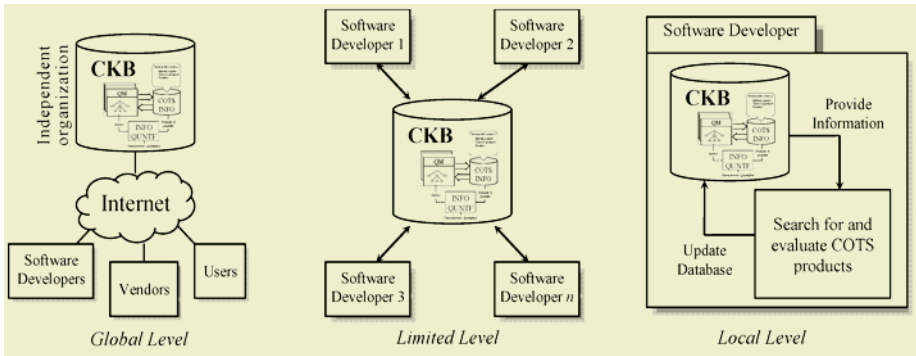 Independent
organization
CKB
QM
COTS
INFO
INFO
QUNTF
Internet
Software
Developers
Vendors
Users
Global Level
Software
Developer 1
Software
Developer 2
CKB
QM
COTS
INFO
INFO
QUNTF
Software
Developer 3
Software
Developer n
Limited Level
Software Developer
CKB
QM
COTS
INFO
INFO
QUNTF
Provide
Information
Search for and
evaluate COTS
products
Update
Database
Local Level